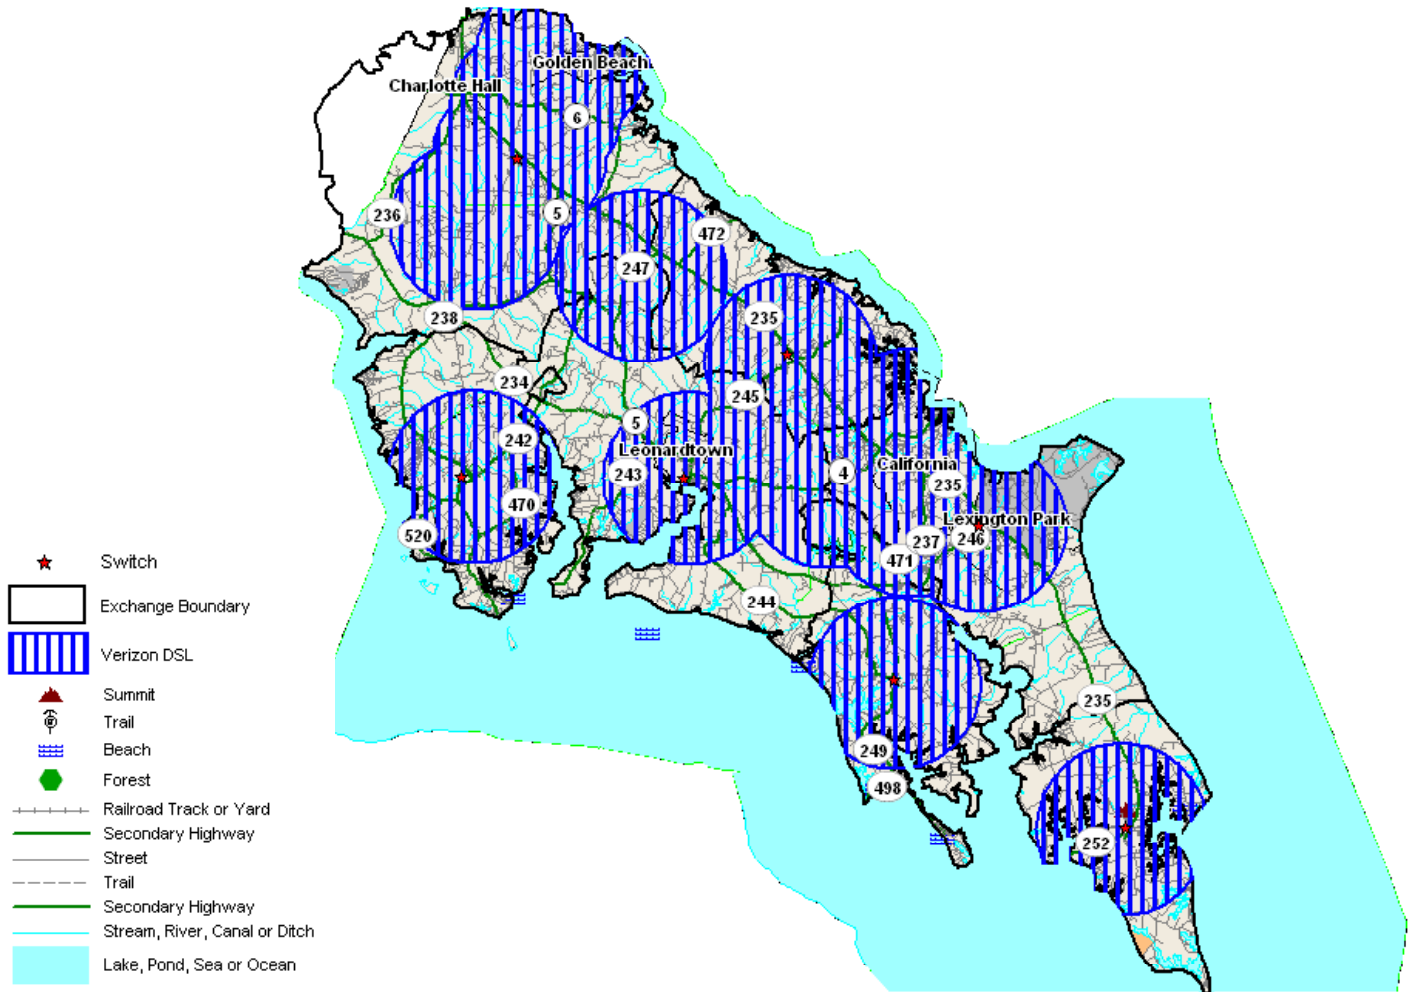 Golden Beach
Charlotte Hall
6
236
5
472
247
238
235
234
245
5
242
Leonardtown
243
4
California
235
470
520
Lexington Park
237
246
471
244
235
249
498
252
Switch
Exchange Boundary
Verizon DSL
Summit
Trail
Beach
Forest
Railroad Track or Yard
Secondary Highway
Street
Trail
Secondary Highway
Stream, River, Canal or Ditch
Lake, Pond, Sea or Ocean